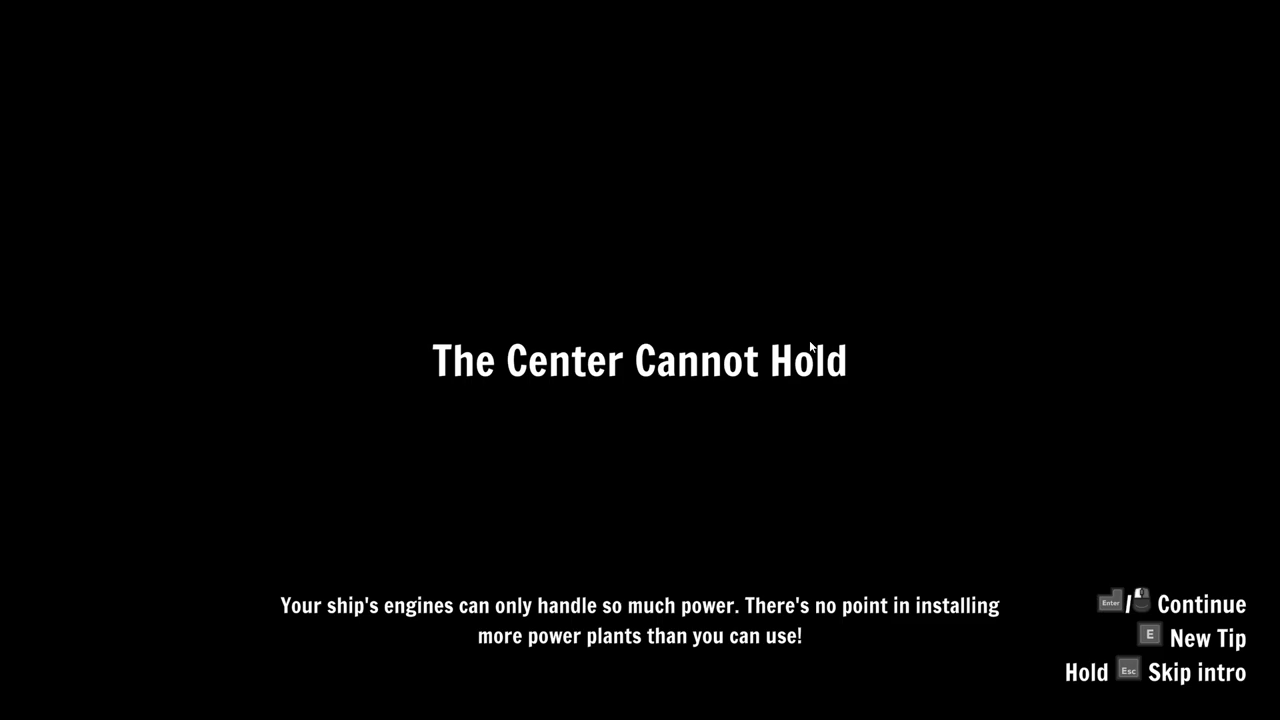 The Center Cannot Hold
Your ship's engines can only handle so much power. There's no point in installing
more power plants than you can use!
Enter / Continue
E New Tip
Hold Esc Skip intro